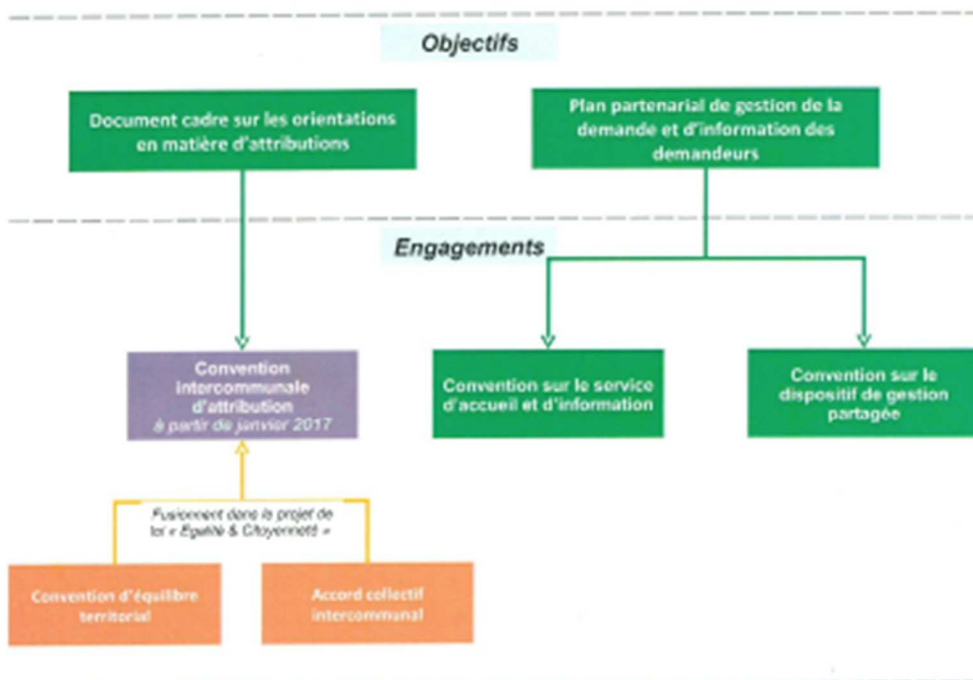 Objectifs
Document cadre sur les orientations
en matière d'attributions
Plan partenarial de gestion de la
demande et d'information des
demandeurs
Engagements
Convention
intercommunale
d'attribution
à partir de janvier 2017
Convention sur le service
d'accueil et d'information
Convention sur le
dispositif de gestion
partagée
Fusionnent dans le projet de
loi « Egalité & Citoyenneté »
Convention d'équilibre
territorial
Accord collectif
intercommunal